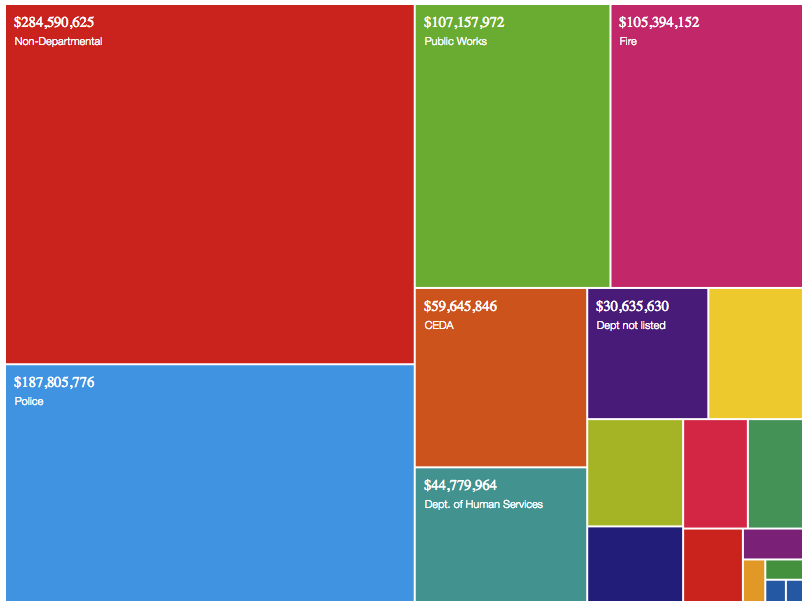 $284,590,625
Non-Departmental
$107,157,972
Public Works
$105,394,152
Fire
$59,645,846
CEDA
$30,635,630
Dept not listed
$187,805,776
Police
$44,779,964
Dept. of Human Services